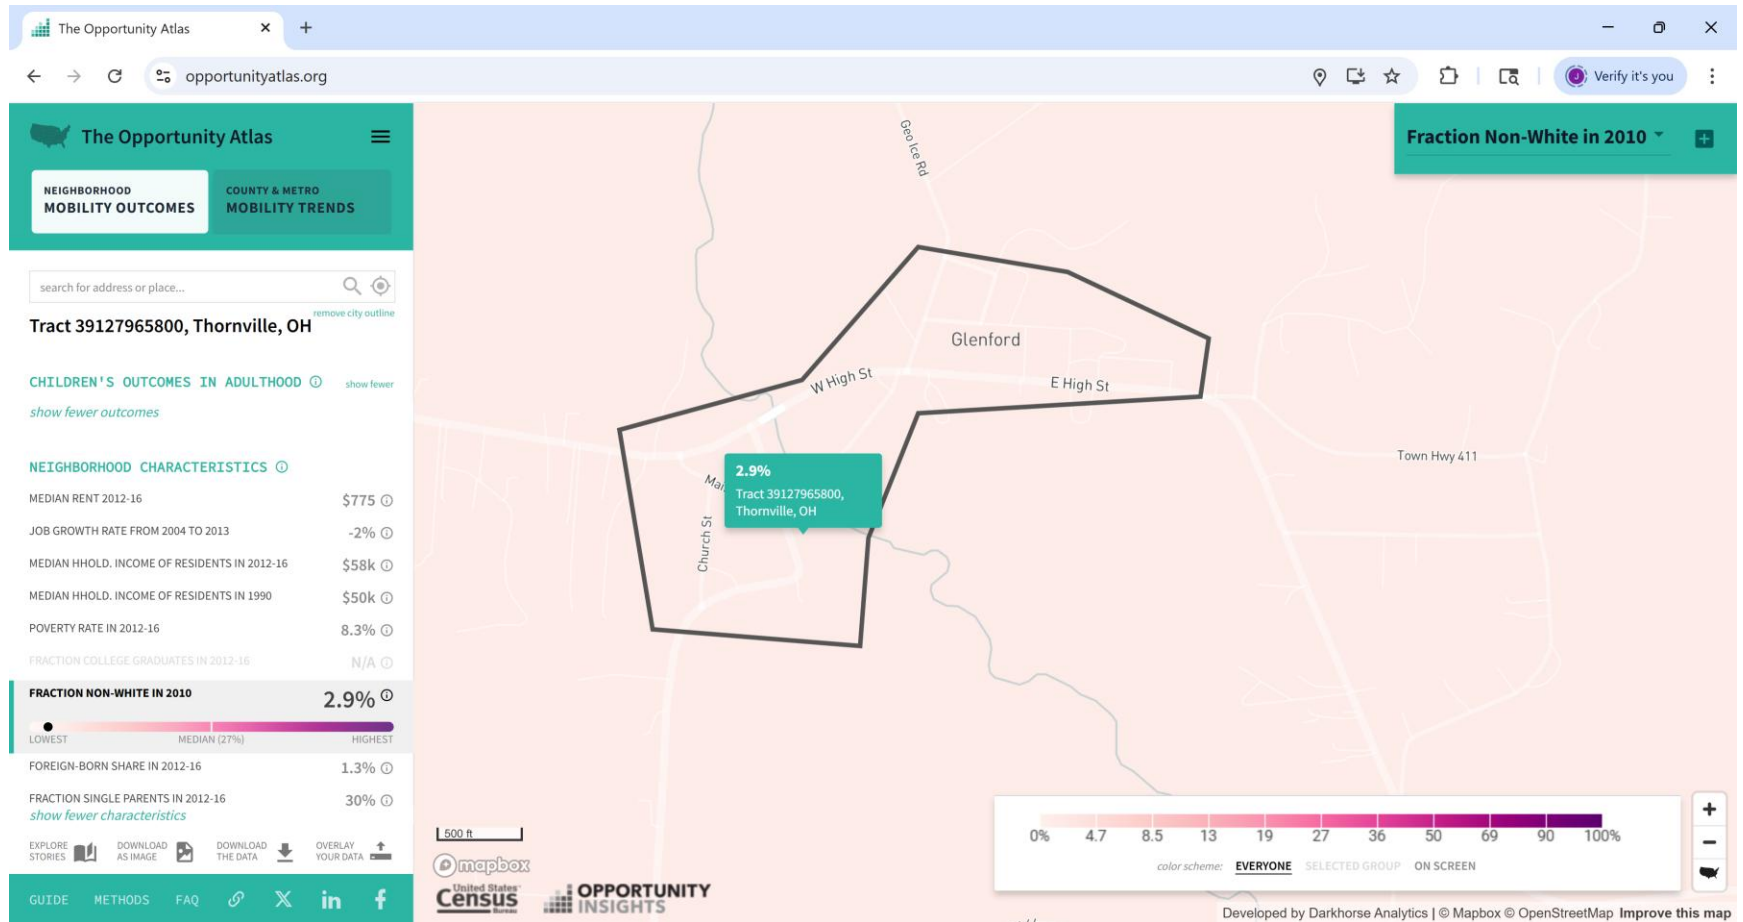 The Opportunity Atlas
opportunityatlas.org
Verify it's you
The Opportunity Atlas
NEIGHBORHOOD
MOBILITY OUTCOMES
COUNTY & METRO
MOBILITY TRENDS
search for address or place...
remove city outline
Tract 39127965800, Thornville, OH
CHILDREN'S OUTCOMES IN ADULTHOOD
show fewer
show fewer outcomes
NEIGHBORHOOD CHARACTERISTICS
MEDIAN RENT 2012-16 $775
JOB GROWTH RATE FROM 2004 TO 2013 -2%
MEDIAN HHOLD. INCOME OF RESIDENTS IN 2012-16 $58k
MEDIAN HHOLD. INCOME OF RESIDENTS IN 1990 $50k
POVERTY RATE IN 2012-16 8.3%
FRACTION COLLEGE GRADUATES IN 2012-16 N/A
FRACTION NON-WHITE IN 2010 2.9%
LOWEST MEDIAN (27%) HIGHEST
FOREIGN-BORN SHARE IN 2012-16 1.3%
FRACTION SINGLE PARENTS IN 2012-16 30%
show fewer characteristics
EXPLORE
STORIES
DOWNLOAD
AS IMAGE
DOWNLOAD
THE DATA
OVERLAY
YOUR DATA
GUIDE METHODS FAQ
Fraction Non-White in 2010
Geo Ice Rd
Glenford
W High St
E High St
Town Hwy 411
Mai
Church St
2.9%
Tract 39127965800,
Thornville, OH
500 ft
mapbox
United States
Census
Bureau
OPPORTUNITY
INSIGHTS
0% 4.7 8.5 13 19 27 36 50 69 90 100%
color scheme: EVERYONE SELECTED GROUP ON SCREEN
Developed by Darkhorse Analytics | © Mapbox © OpenStreetMap Improve this map